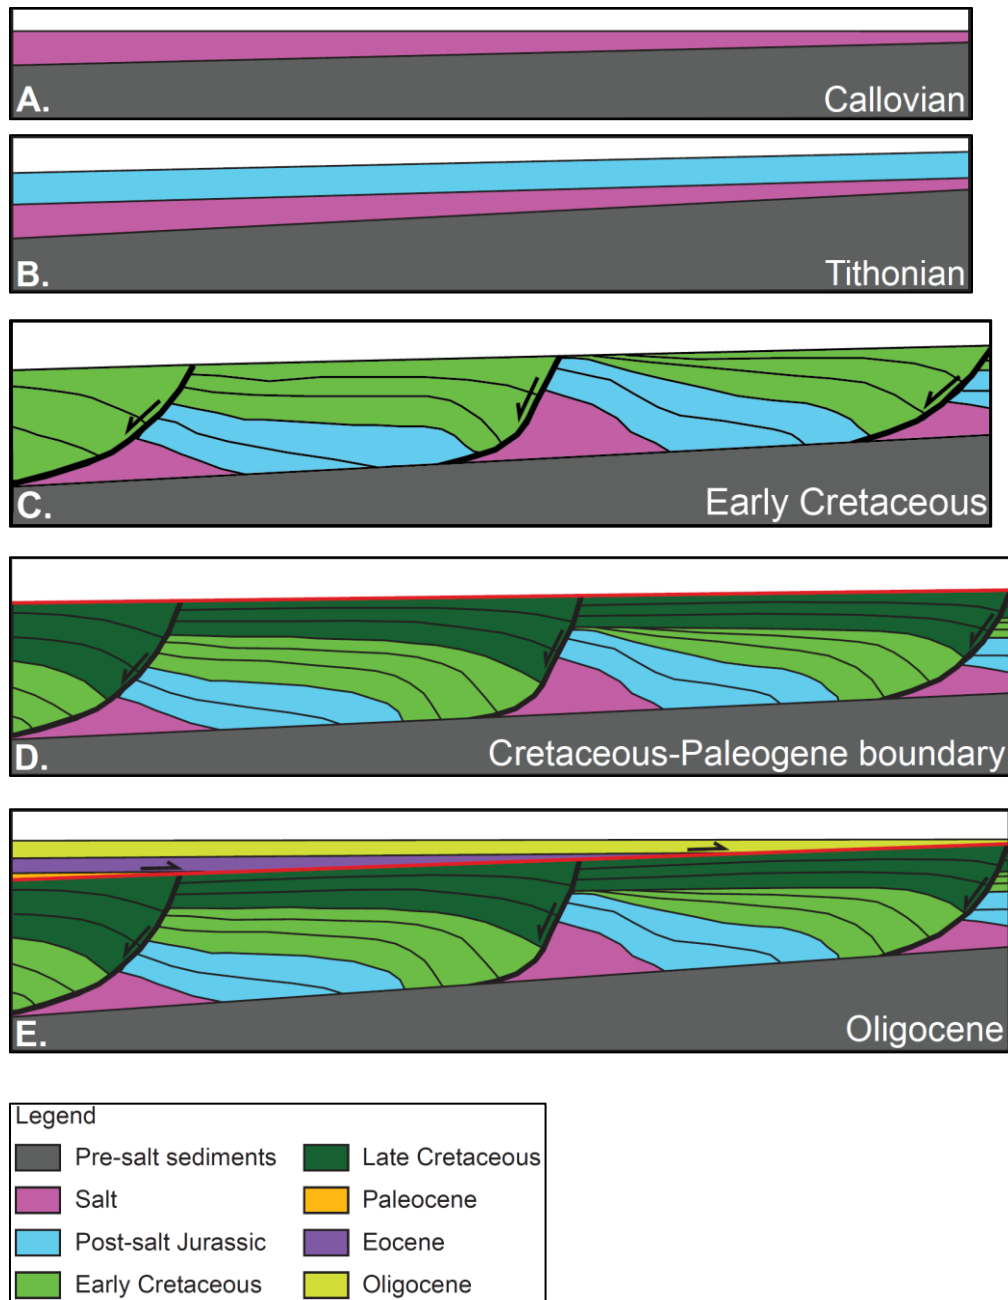 A.
Callovian
B.
Tithonian
C.
Early Cretaceous
D.
Cretaceous-Paleogene boundary
E.
Oligocene
Legend
Pre-salt sediments
Salt
Post-salt Jurassic
Early Cretaceous
Late Cretaceous
Paleocene
Eocene
Oligocene